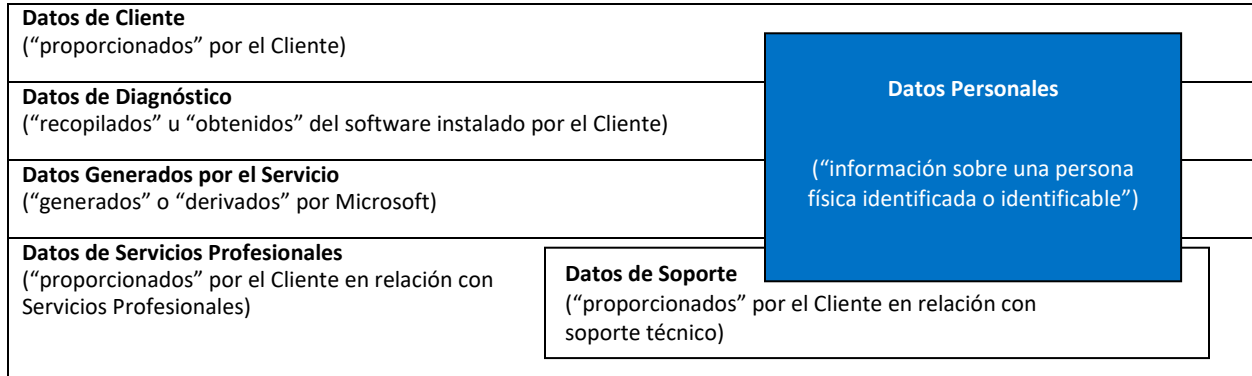 Datos de Cliente
(“proporcionados” por el Cliente)
Datos de Diagnóstico
(“recopilados” u “obtenidos” del software instalado por el Cliente)
Datos Generados por el Servicio
(“generados” o “derivados” por Microsoft)
Datos de Servicios Profesionales
(“proporcionados” por el Cliente en relación con
Servicios Profesionales)
Datos de Soporte
(“proporcionados” por el Cliente en relación con
soporte técnico)
Datos Personales
(“información sobre una persona
física identificada o identificable”)